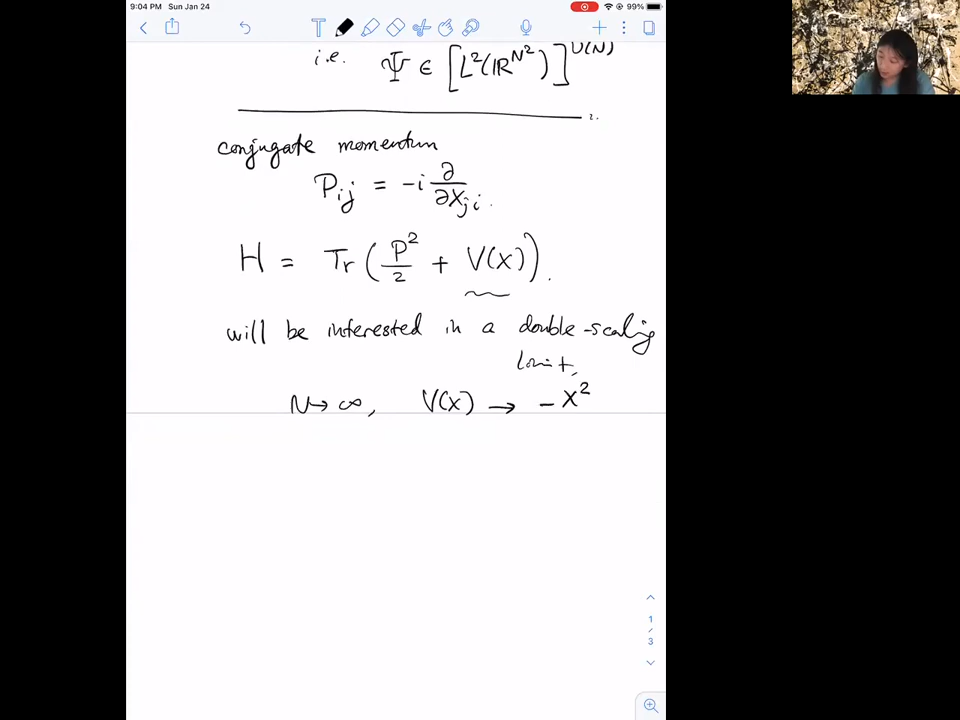 9:04 PM Sun Jan 24
99%
i.e. Ψ ∈ [L²(ℝ^{N²})]^{U(N)}
conjugate momentum
P_{ij} = -i ∂/∂X_{ji}.
H = Tr (P²/2 + V(X)).
will be interested in a double-scaling
limit,
N → ∞, V(X) → -X²
1
/
3